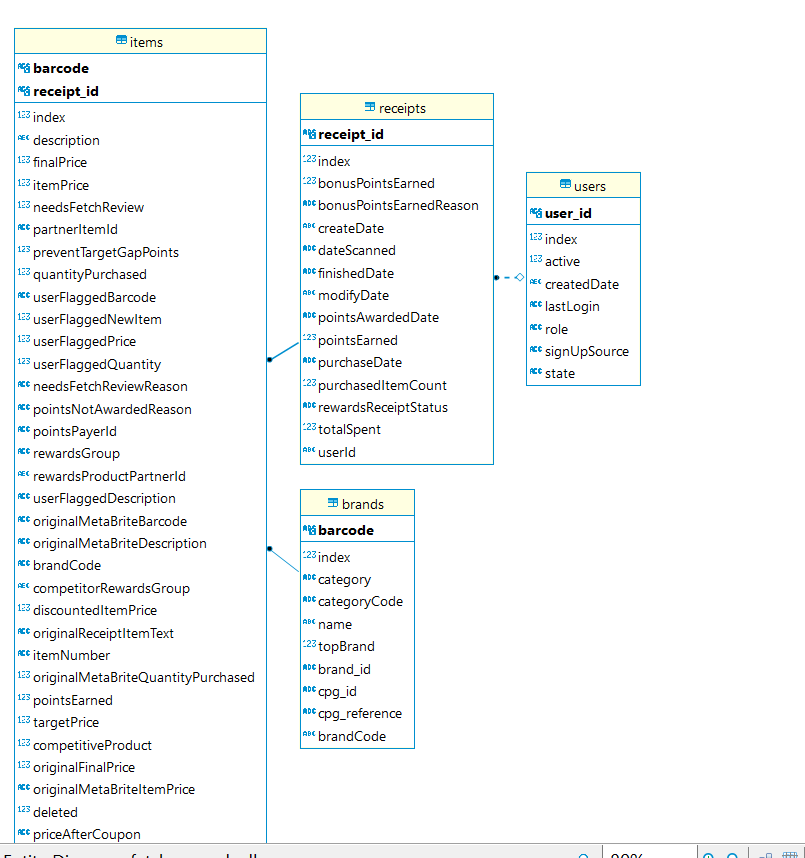 items
barcode
receipt_id
index
description
finalPrice
itemPrice
needsFetchReview
partnerItemId
preventTargetGapPoints
quantityPurchased
userFlaggedBarcode
userFlaggedNewItem
userFlaggedPrice
userFlaggedQuantity
needsFetchReviewReason
pointsNotAwardedReason
pointsPayerId
rewardsGroup
rewardsProductPartnerId
userFlaggedDescription
originalMetaBriteBarcode
originalMetaBriteDescription
brandCode
competitorRewardsGroup
discountedItemPrice
originalReceiptItemText
itemNumber
originalMetaBriteQuantityPurchased
pointsEarned
targetPrice
competitiveProduct
originalFinalPrice
originalMetaBriteItemPrice
deleted
priceAfterCoupon
receipts
receipt_id
index
bonusPointsEarned
bonusPointsEarnedReason
createDate
dateScanned
finishedDate
modifyDate
pointsAwardedDate
pointsEarned
purchaseDate
purchasedItemCount
rewardsReceiptStatus
totalSpent
userId
users
user_id
index
active
createdDate
lastLogin
role
signUpSource
state
brands
barcode
index
category
categoryCode
name
topBrand
brand_id
cpg_id
cpg_reference
brandCode